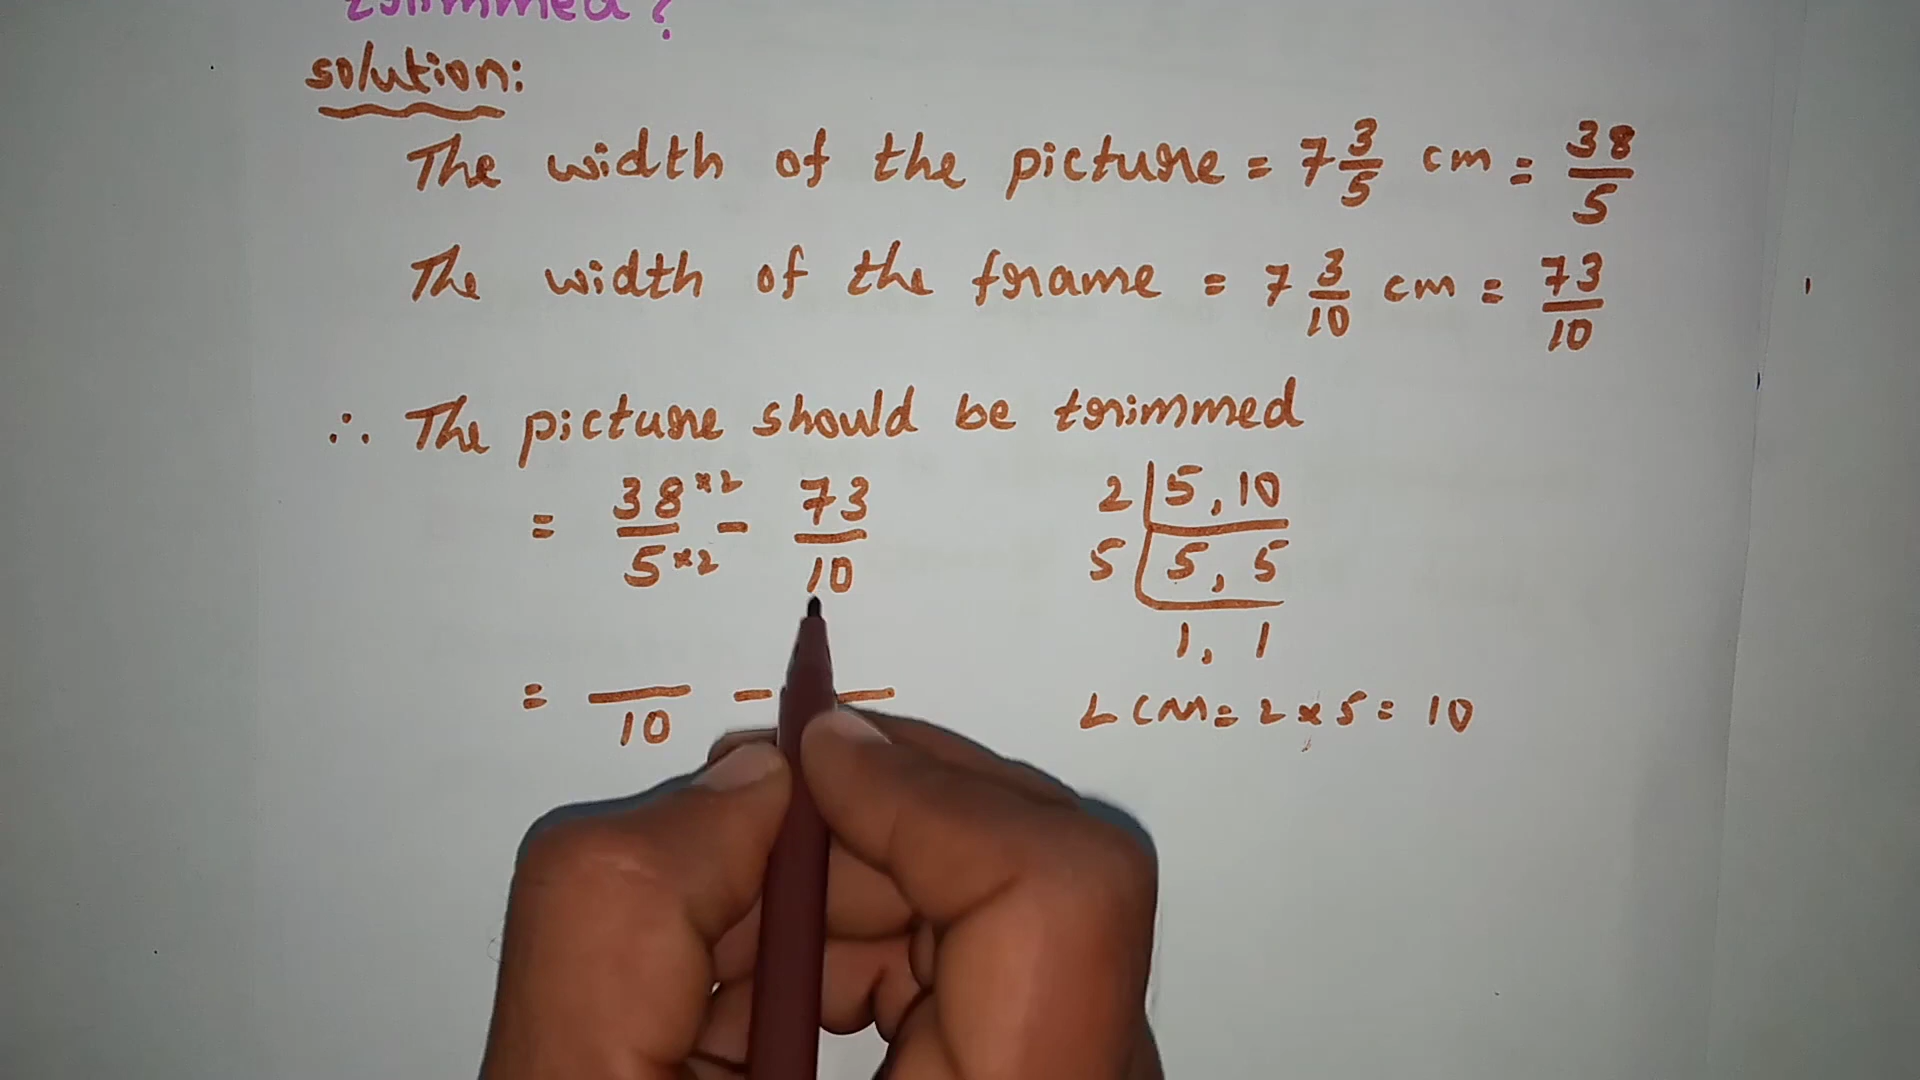 trimmed?
solution:
The width of the picture = 7 3/5 cm = 38/5
The width of the frame = 7 3/10 cm = 73/10
∴ The picture should be trimmed
= 38×2/5×2 - 73/10
2 | 5, 10
5 | 5, 5
1, 1
= /10 -
LCM = 2 × 5 = 10